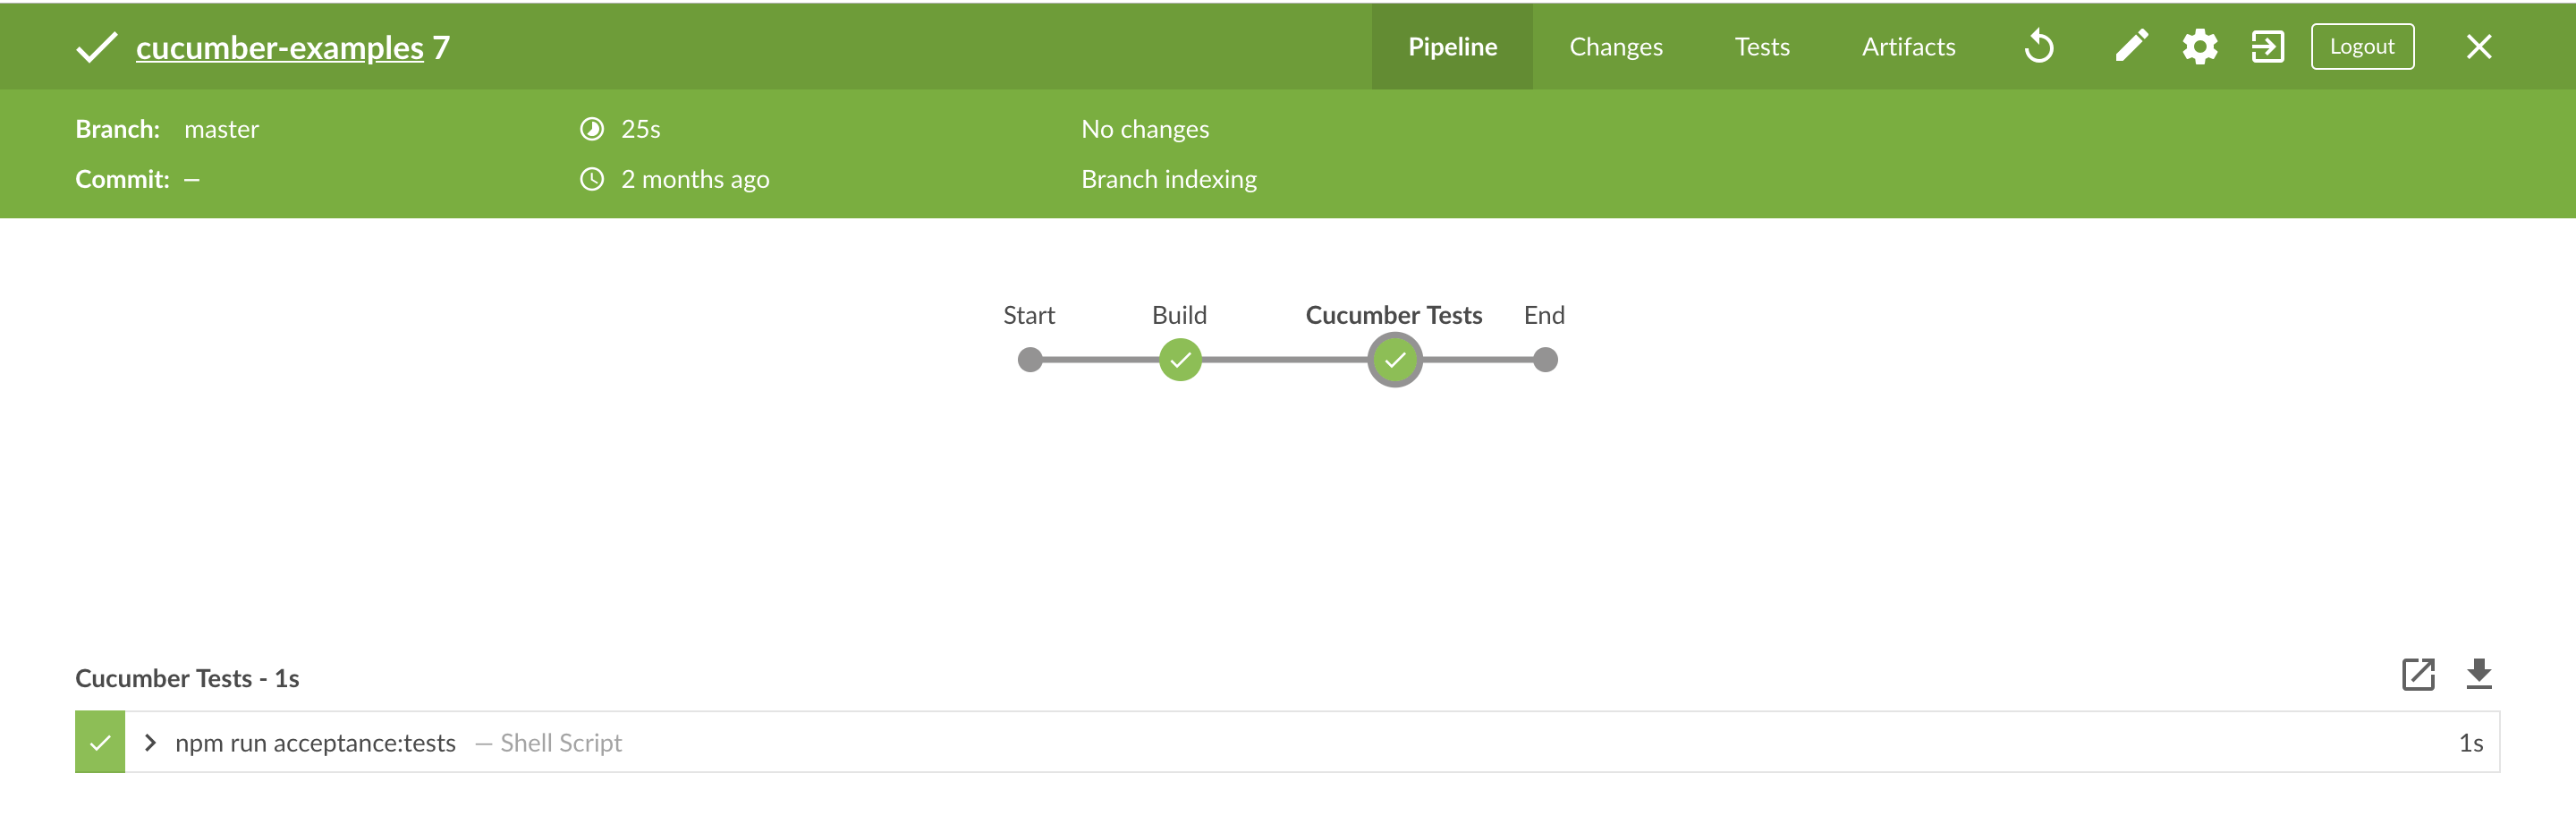 cucumber-examples 7
Pipeline Changes Tests Artifacts Logout
Branch: master 25s No changes
Commit: — 2 months ago Branch indexing
Start Build Cucumber Tests End
Cucumber Tests - 1s
npm run acceptance:tests — Shell Script 1s